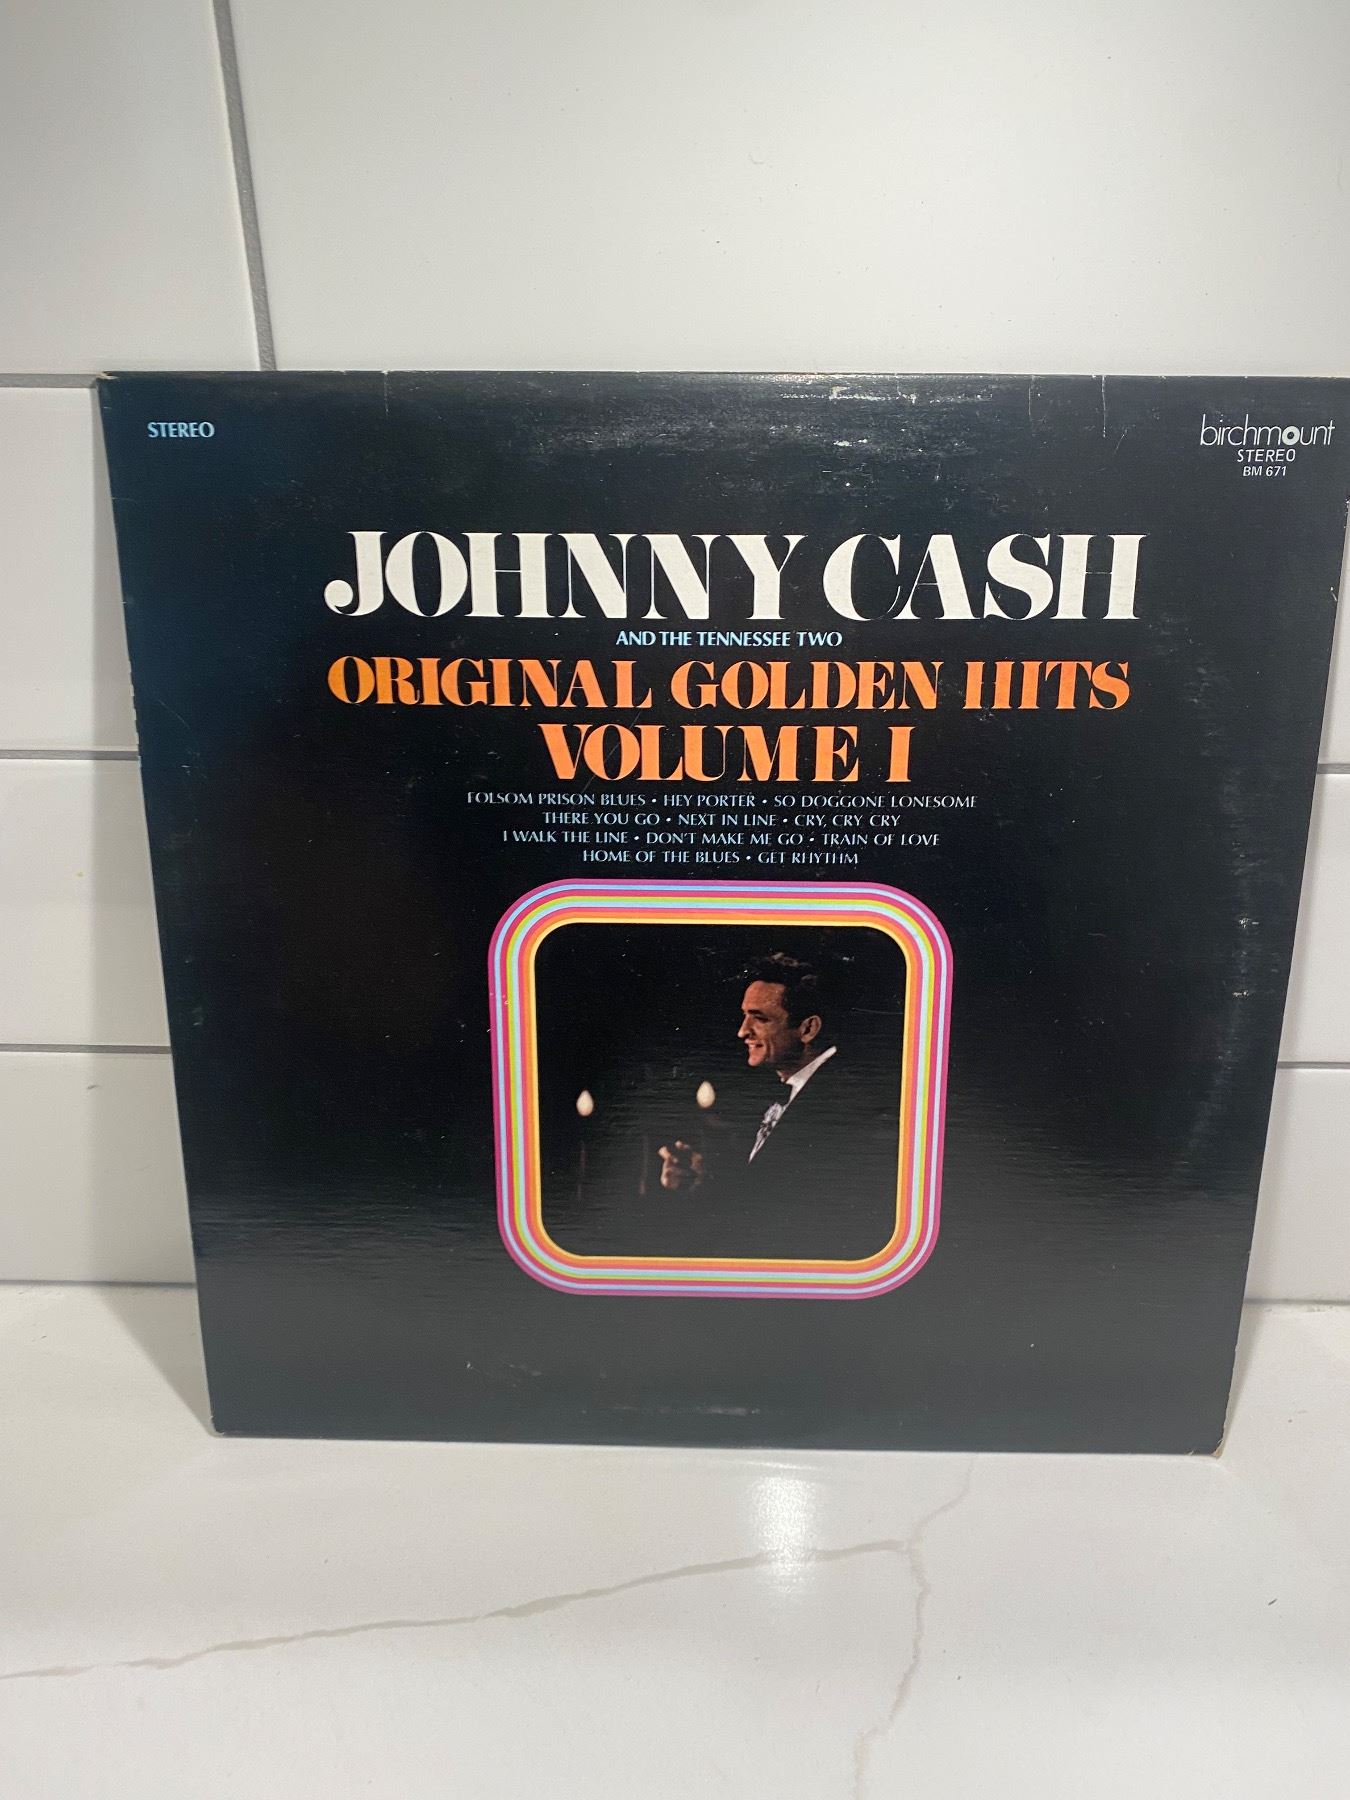 STEREO
birchmount
STEREO
BM 671
JOHNNY CASH
AND THE TENNESSEE TWO
ORIGINAL GOLDEN HITS
VOLUME I
FOLSOM PRISON BLUES • HEY PORTER • SO DOGGONE LONESOME
THERE YOU GO • NEXT IN LINE • CRY, CRY, CRY
I WALK THE LINE • DON'T MAKE ME GO • TRAIN OF LOVE
HOME OF THE BLUES • GET RHYTHM